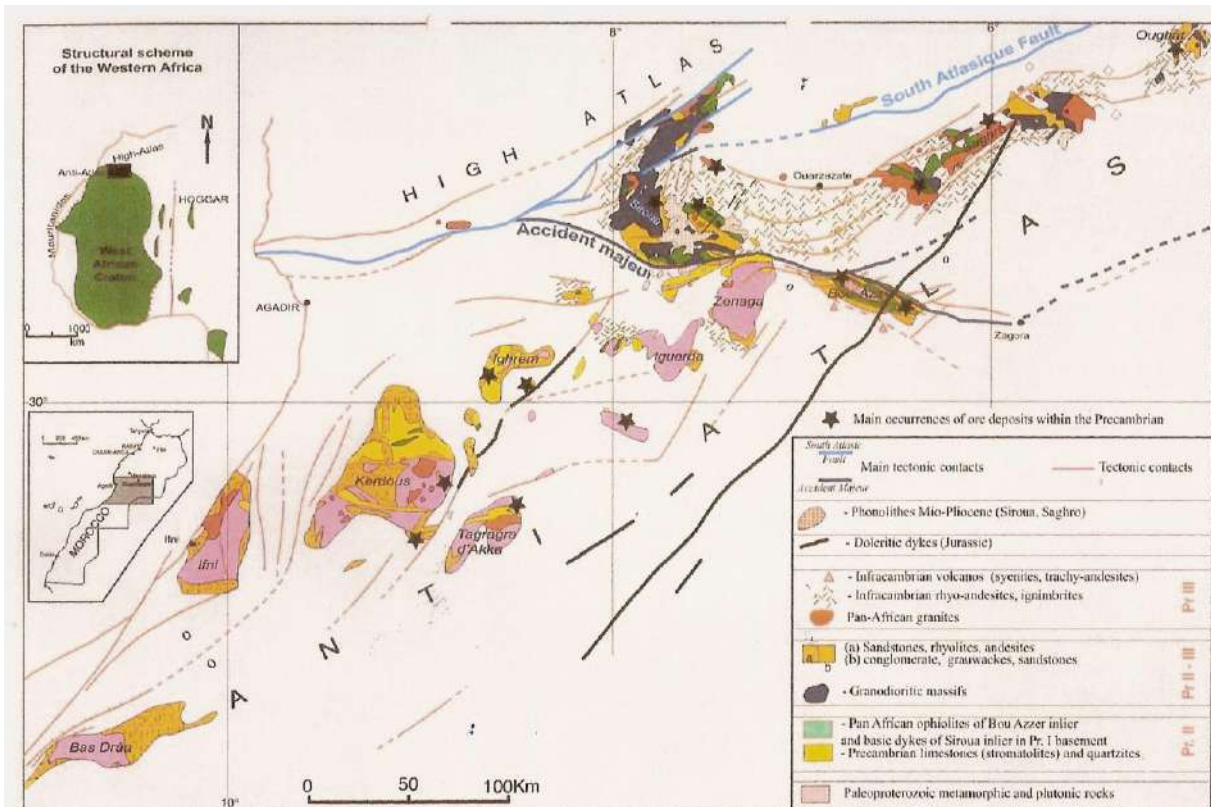 Structural scheme
of the Western Africa
N
High-Atlas
HOGGAR
Mauritanides
West
African
Craton
0 1000
km
8°
6°
Oughnat
South Atlasique Fault
HIGH ATLAS
Ouarzazate
Accident majeur
AGADIR
Zenaga
Zagora
Ighrem
Iguerda
30°
Kerdous
Tagragra
d'Akka
Ifni
Ifni
ANTI ATLAS
Bas Drâa
10°
0 50 100Km
MOROCCO
Main occurrences of ore deposits within the Precambrian
South Atlasic
Fault
Main tectonic contacts
Tectonic contacts
Accident Majeur
- Phonolithes Mio-Pliocene (Siroua, Saghro)
- Doleritic dykes (Jurassic)
- Infracambrian volcanos (syenites, trachy-andesites)
- Infracambrian rhyo-andesites, ignimbrites
Pan-African granites
Pr III
(a) Sandstones, rhyolites, andesites
(b) conglomerate, grauwackes, sandstones
a
b
- Granodioritic massifs
Pr II - III
- Pan African ophiolites of Bou Azzer inlier
and basic dykes of Siroua inlier in Pr. I basement
- Precambrian limestones (stromatolites) and quartzites
Pr. II
Paleoproterozoic metamorphic and plutonic rocks